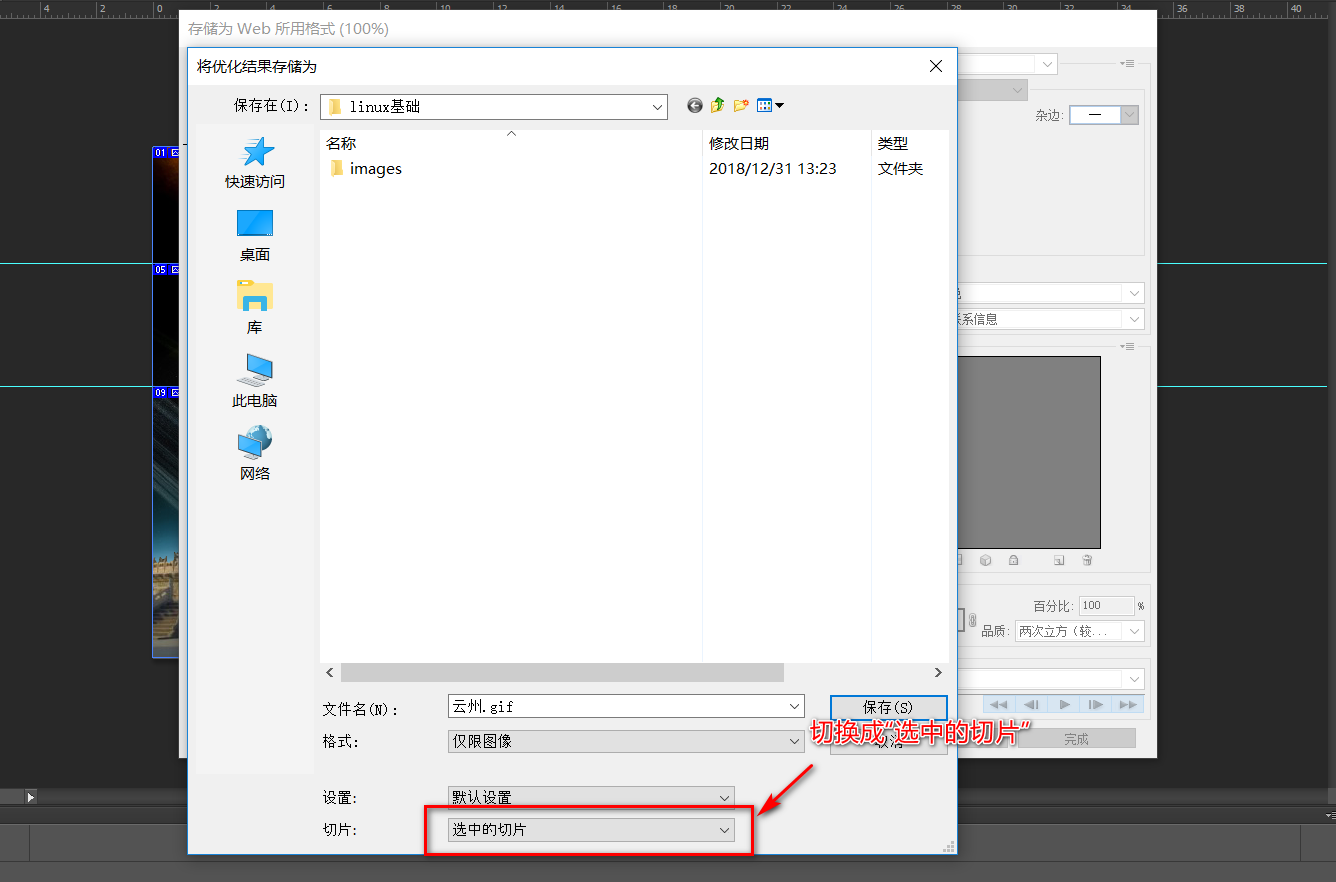 4 2 0 2 4 6 8 10 12 14 16 18 20 22 24 26 28 30 32 34 36 38 40
存储为 Web 所用格式 (100%)
将优化结果存储为
保存在(I):
linux基础
杂边:
01
名称
修改日期
类型
images
2018/12/31 13:23
文件夹
快速访问
桌面
05
库
联系信息
此电脑
09
网络
百分比:
100
%
品质:
两次立方（较...
文件名(N):
云州.gif
保存(S)
格式:
仅限图像
取消
切换成“选中的切片”
完成
设置:
默认设置
切片:
选中的切片